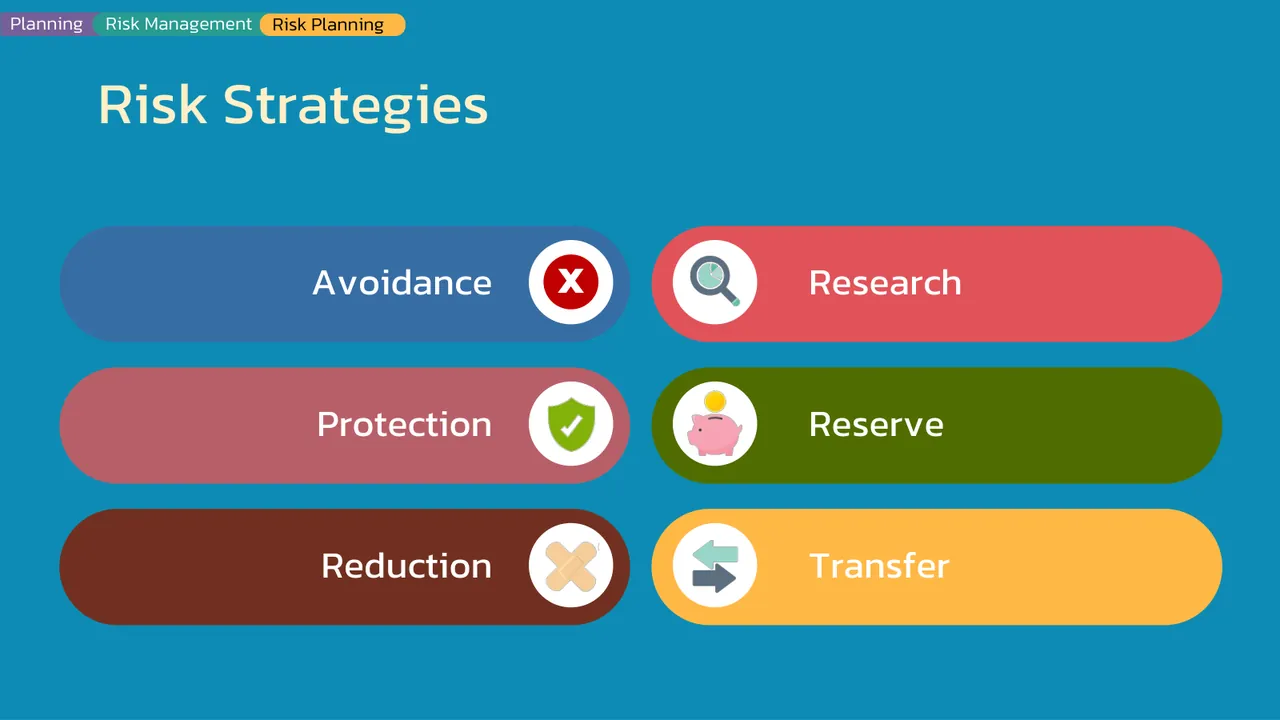 Planning Risk Management Risk Planning
Risk Strategies
Avoidance
Research
Protection
Reserve
Reduction
Transfer